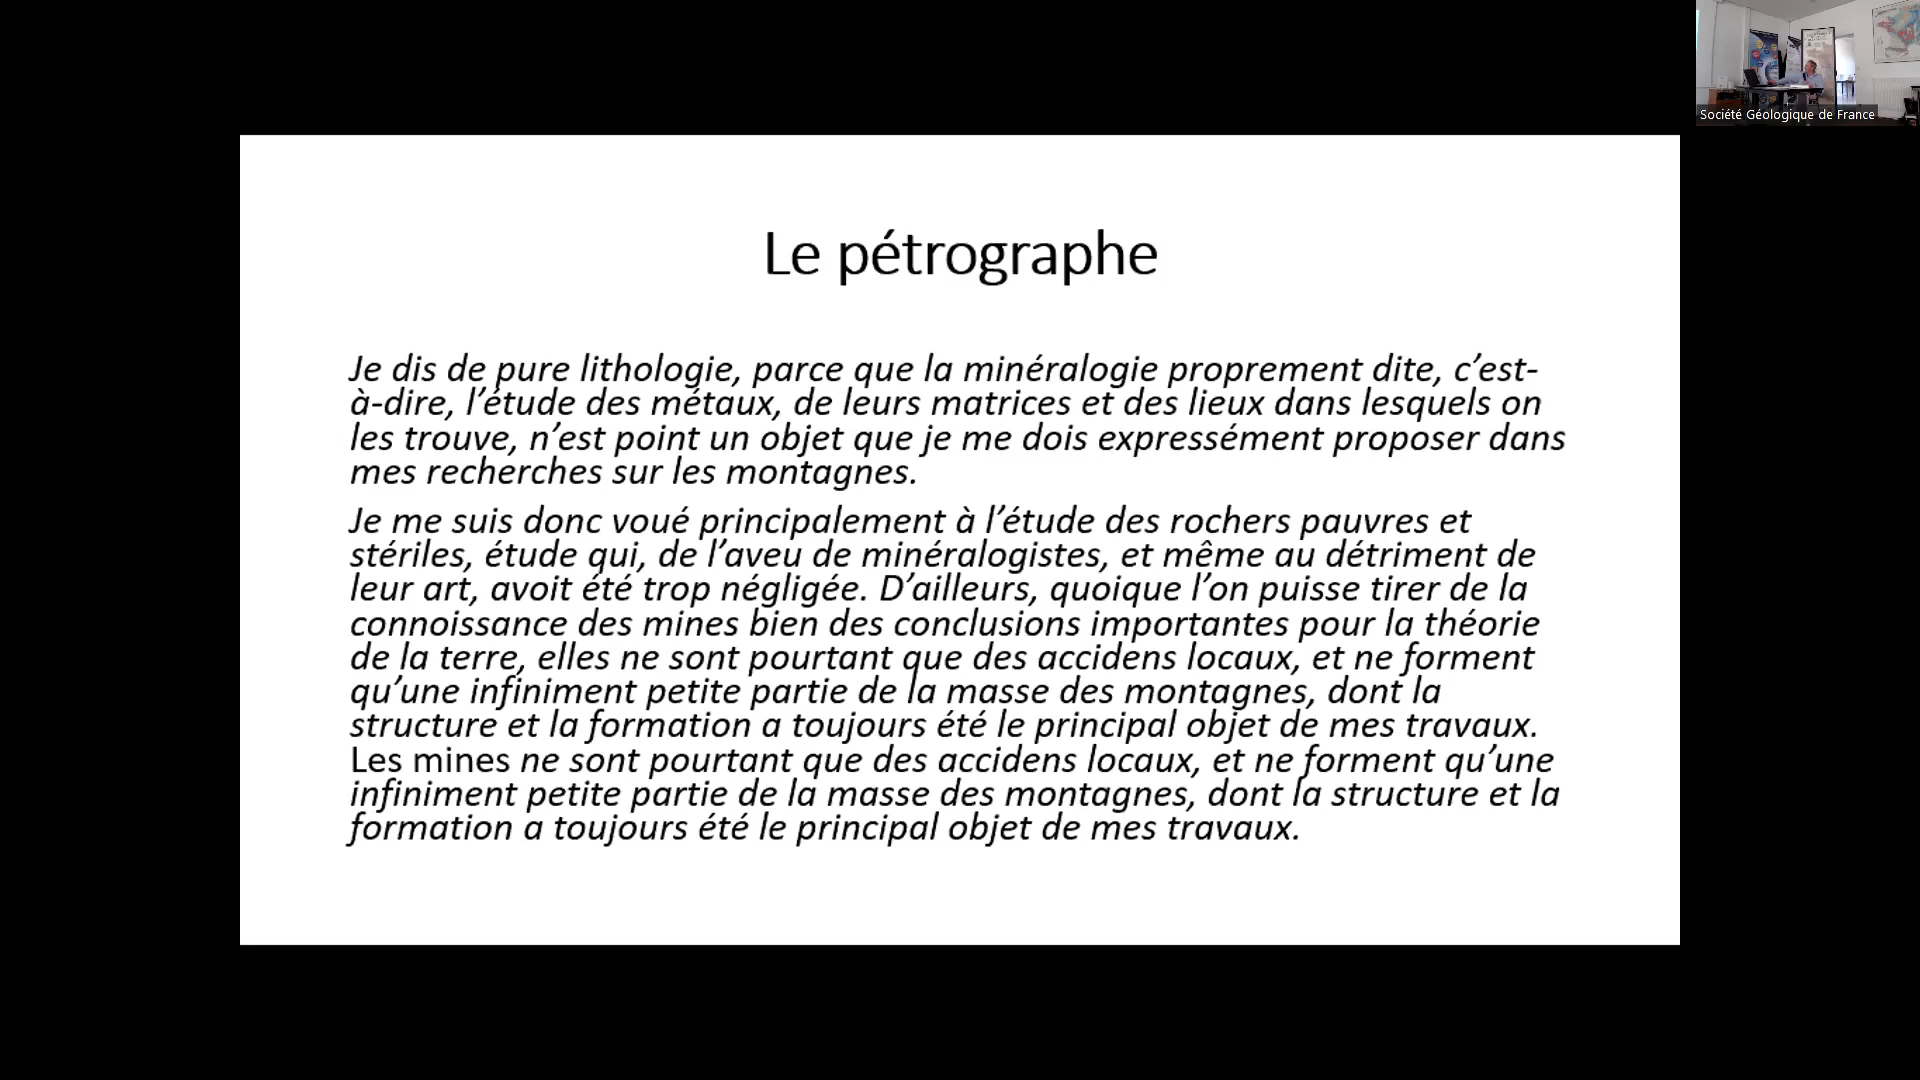 Société Géologique de France
Le pétrographe
Je dis de pure lithologie, parce que la minéralogie proprement dite, c’est-
à-dire, l’étude des métaux, de leurs matrices et des lieux dans lesquels on
les trouve, n’est point un objet que je me dois expressément proposer dans
mes recherches sur les montagnes.
Je me suis donc voué principalement à l’étude des rochers pauvres et
stériles, étude qui, de l’aveu de minéralogistes, et même au détriment de
leur art, avoit été trop négligée. D’ailleurs, quoique l’on puisse tirer de la
connoissance des mines bien des conclusions importantes pour la théorie
de la terre, elles ne sont pourtant que des accidens locaux, et ne forment
qu’une infiniment petite partie de la masse des montagnes, dont la
structure et la formation a toujours été le principal objet de mes travaux.
Les mines ne sont pourtant que des accidens locaux, et ne forment qu’une
infiniment petite partie de la masse des montagnes, dont la structure et la
formation a toujours été le principal objet de mes travaux.